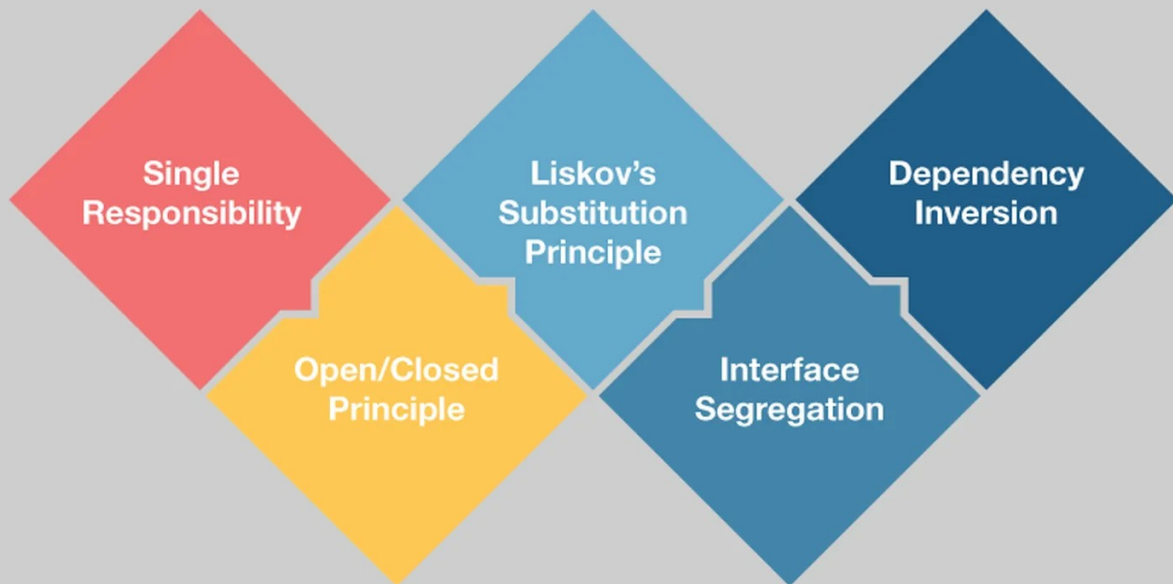 Single
Responsibility
Open/Closed
Principle
Liskov’s
Substitution
Principle
Interface
Segregation
Dependency
Inversion